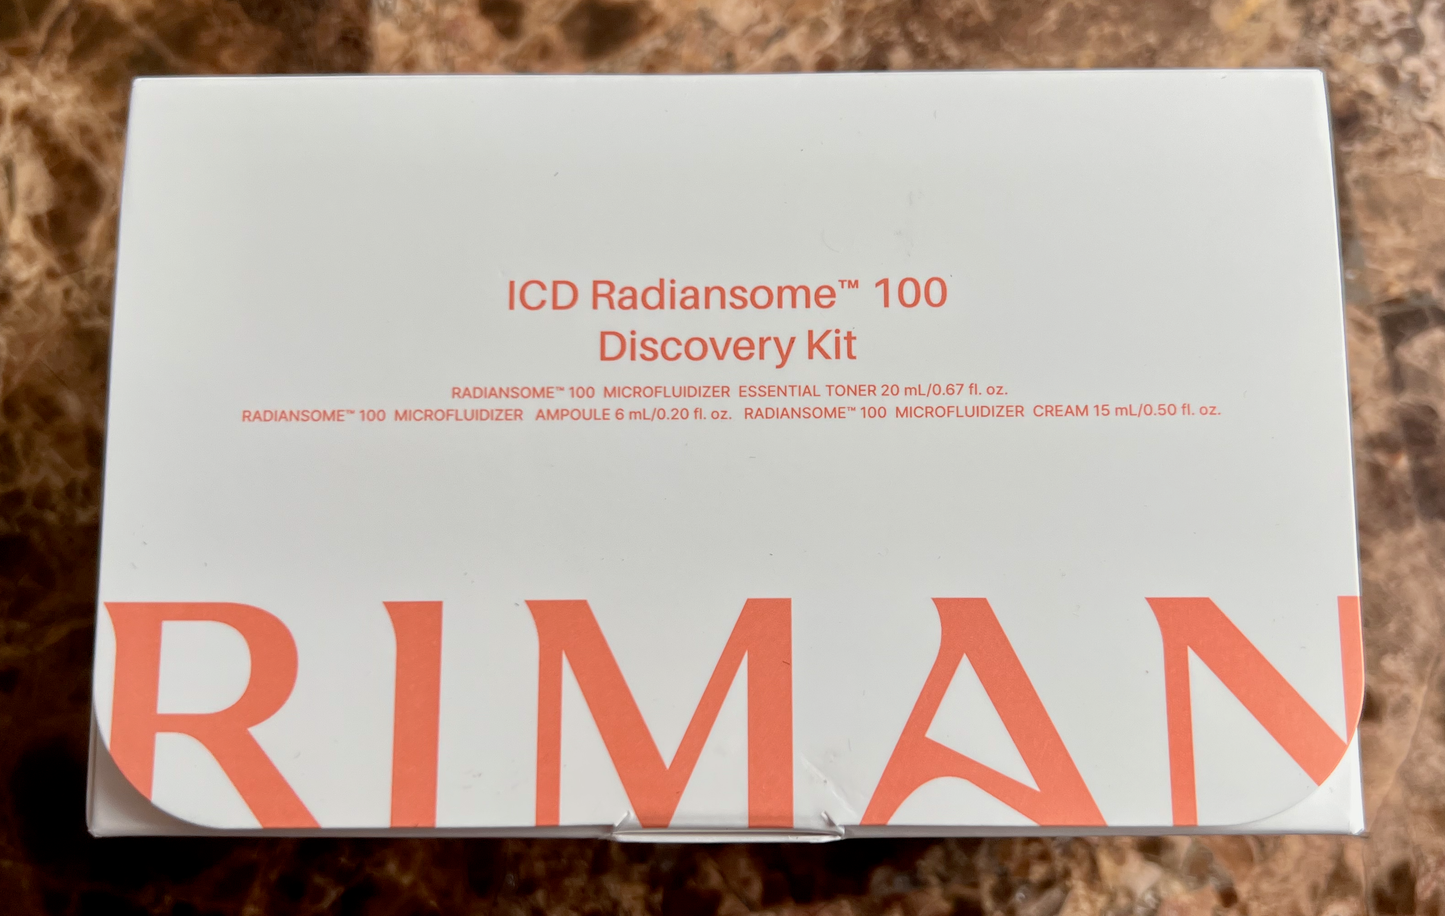 ICD Radiansome™ 100
Discovery Kit
RADIANSOME™ 100 MICROFLUIDIZER ESSENTIAL TONER 20 mL/0.67 fl. oz.
RADIANSOME™ 100 MICROFLUIDIZER AMPOULE 6 mL/0.20 fl. oz. RADIANSOME™ 100 MICROFLUIDIZER CREAM 15 mL/0.50 fl. oz.
RIMAN